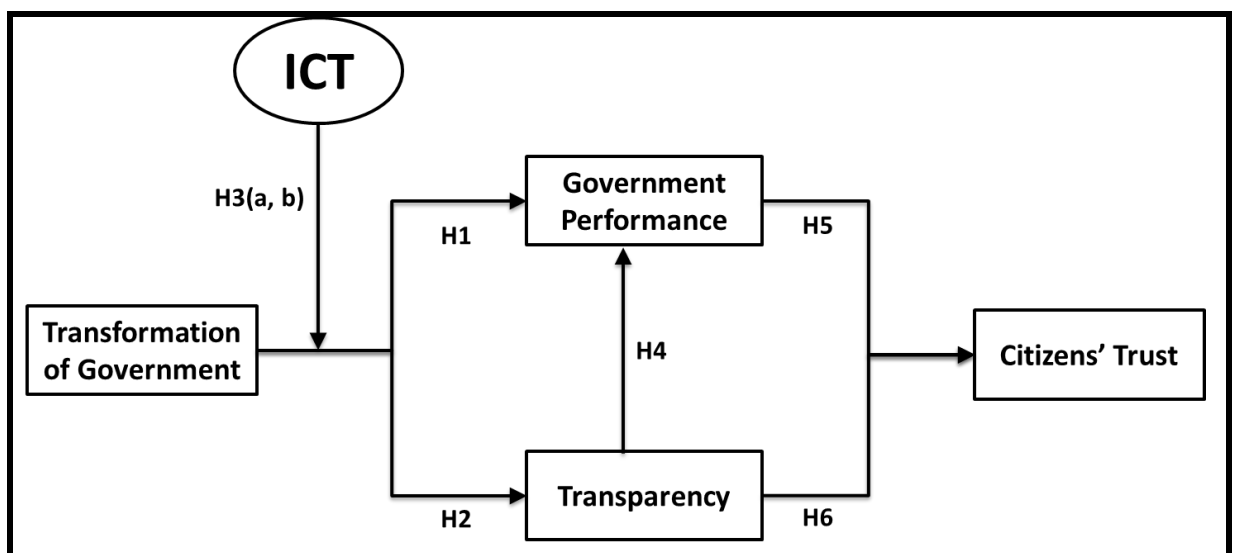 ICT
H3(a, b)
Government
Performance
H1
H5
Transformation
of Government
H4
Citizens’ Trust
Transparency
H2
H6